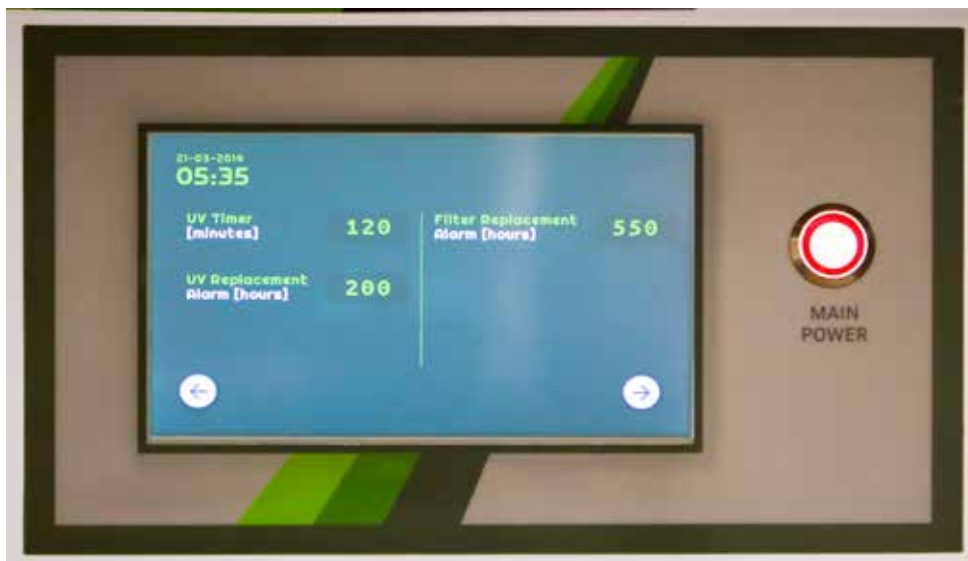 21-03-2014
05:35
UV Timer
[minutes]
120
UV Replacement
Alarm [hours]
200
Filter Replacement
Alarm [hours]
550
MAIN
POWER